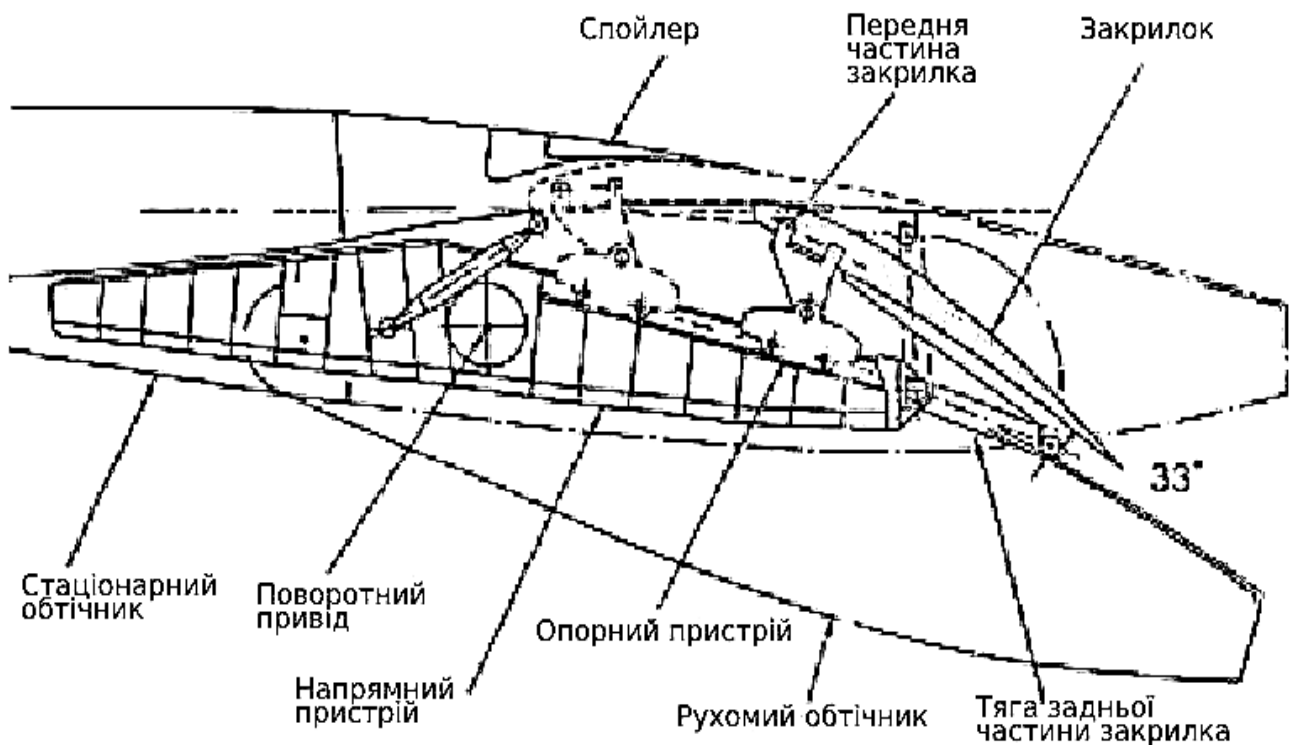 Спойлер
Передня
частина
закрилка
Закрилок
33°
Стаціонарний
обтічник
Поворотний
привід
Опорний пристрій
Напрямний
пристрій
Рухомий обтічник
Тяга задньої
частини закрилка